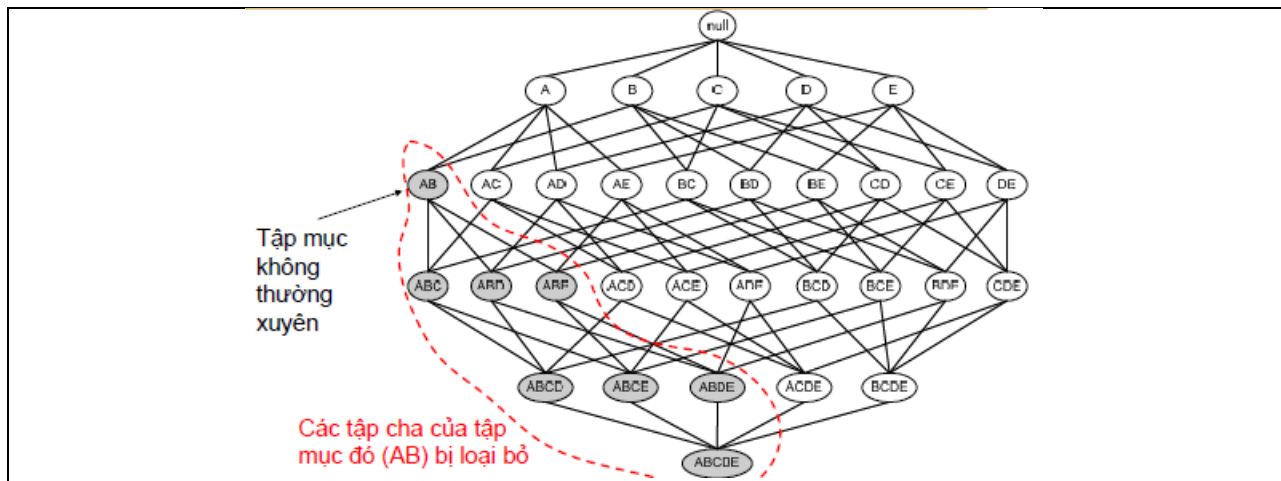 null
A B C D E
AB AC AD AE BC BD BE CD CE DE
Tập mục
không
thường
xuyên
ABC ABD ABE ACD ACE ADE BCD BCE BDE CDE
ABCD ABCE ABDE ACDE BCDE
Các tập cha của tập
mục đó (AB) bị loại bỏ
ABCDE